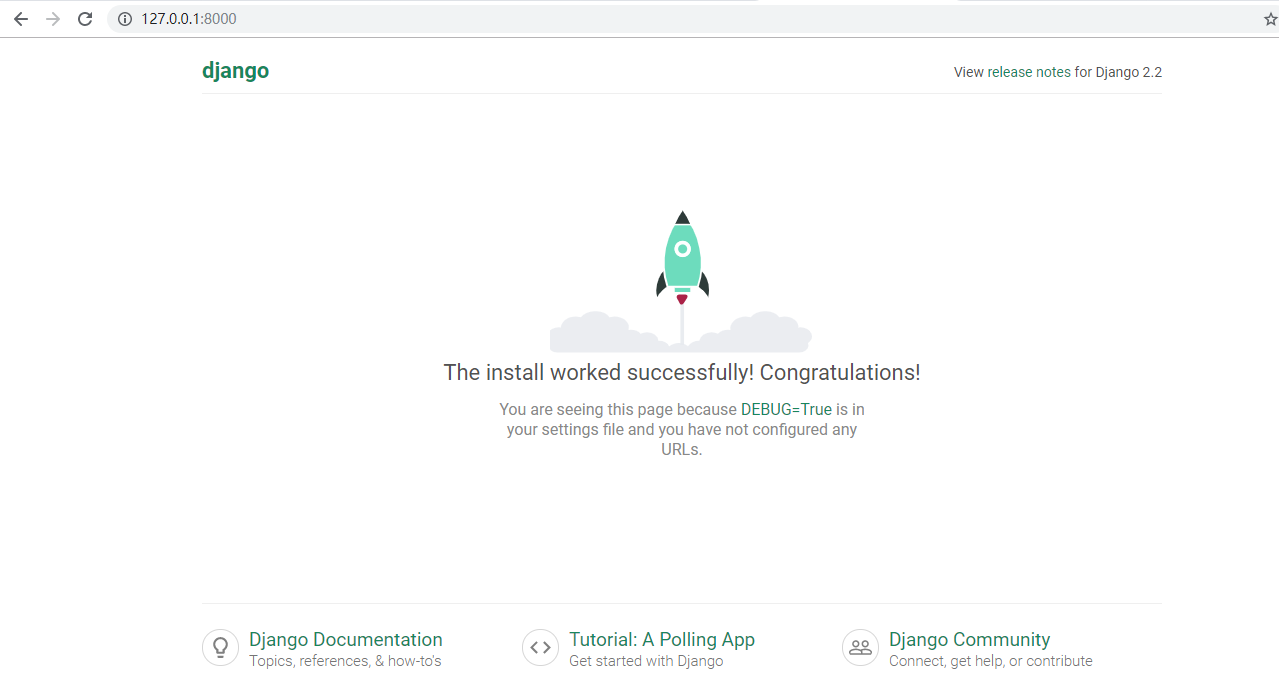 127.0.0.1:8000
django
View release notes for Django 2.2
The install worked successfully! Congratulations!
You are seeing this page because DEBUG=True is in
your settings file and you have not configured any
URLs.
Django Documentation
Topics, references, & how-to's
Tutorial: A Polling App
Get started with Django
Django Community
Connect, get help, or contribute